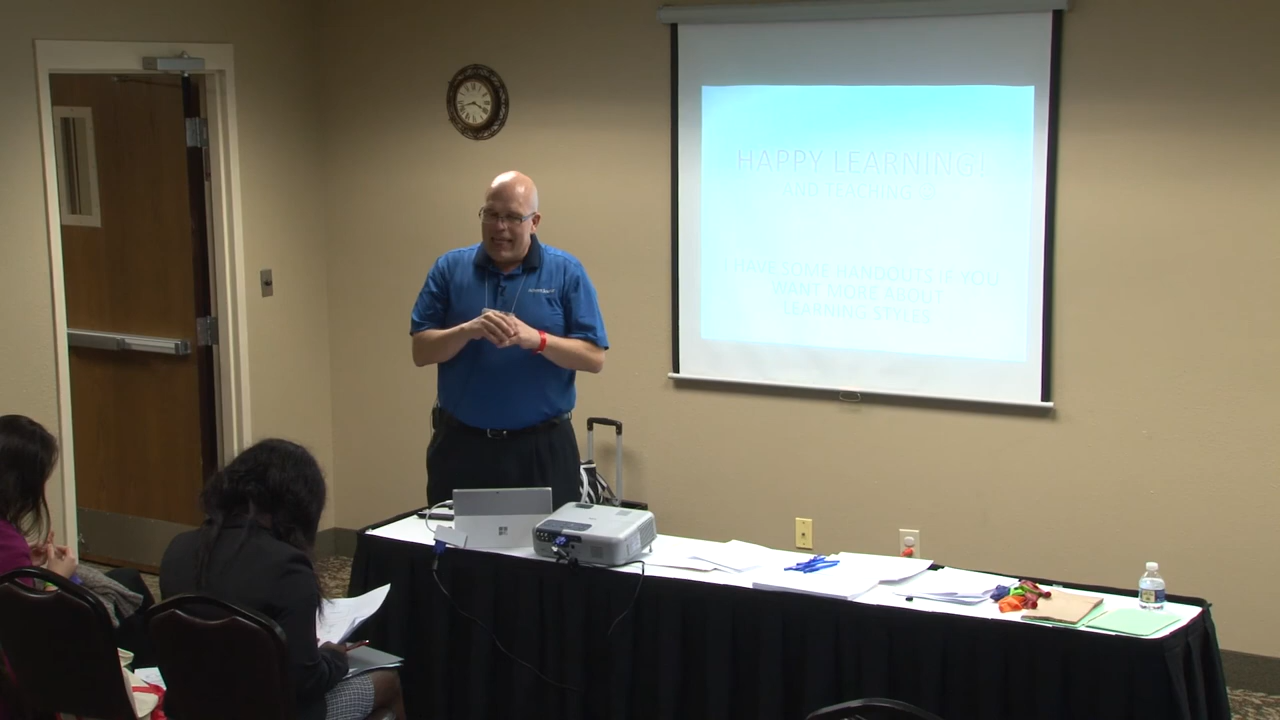 HAPPY LEARNING!
AND TEACHING
I HAVE SOME HANDOUTS IF YOU
WANT MORE ABOUT
LEARNING STYLES